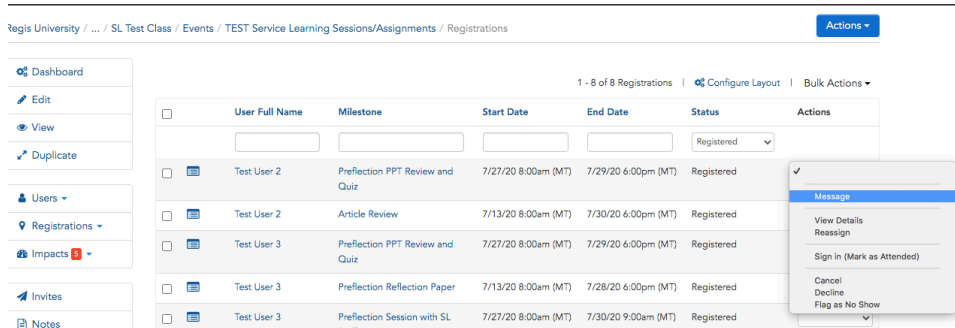 Regis University / ... / SL Test Class / Events / TEST Service Learning Sessions/Assignments / Registrations
Actions
Dashboard
Edit
View
Duplicate
Users
Registrations
Impacts 5
Invites
Notes
1 - 8 of 8 Registrations | Configure Layout | Bulk Actions
User Full Name Milestone Start Date End Date Status Actions
Registered
Test User 2 Preflection PPT Review and 7/27/20 8:00am (MT) 7/29/20 6:00pm (MT) Registered
Quiz
Test User 2 Article Review 7/13/20 8:00am (MT) 7/30/20 6:00pm (MT) Registered
Test User 3 Preflection PPT Review and 7/27/20 8:00am (MT) 7/29/20 6:00pm (MT) Registered
Quiz
Test User 3 Preflection Reflection Paper 7/13/20 8:00am (MT) 7/28/20 6:00pm (MT) Registered
Test User 3 Preflection Session with SL 7/27/20 8:00am (MT) 7/30/20 9:00am (MT) Registered
✓
Message
View Details
Reassign
Sign in (Mark as Attended)
Cancel
Decline
Flag as No Show